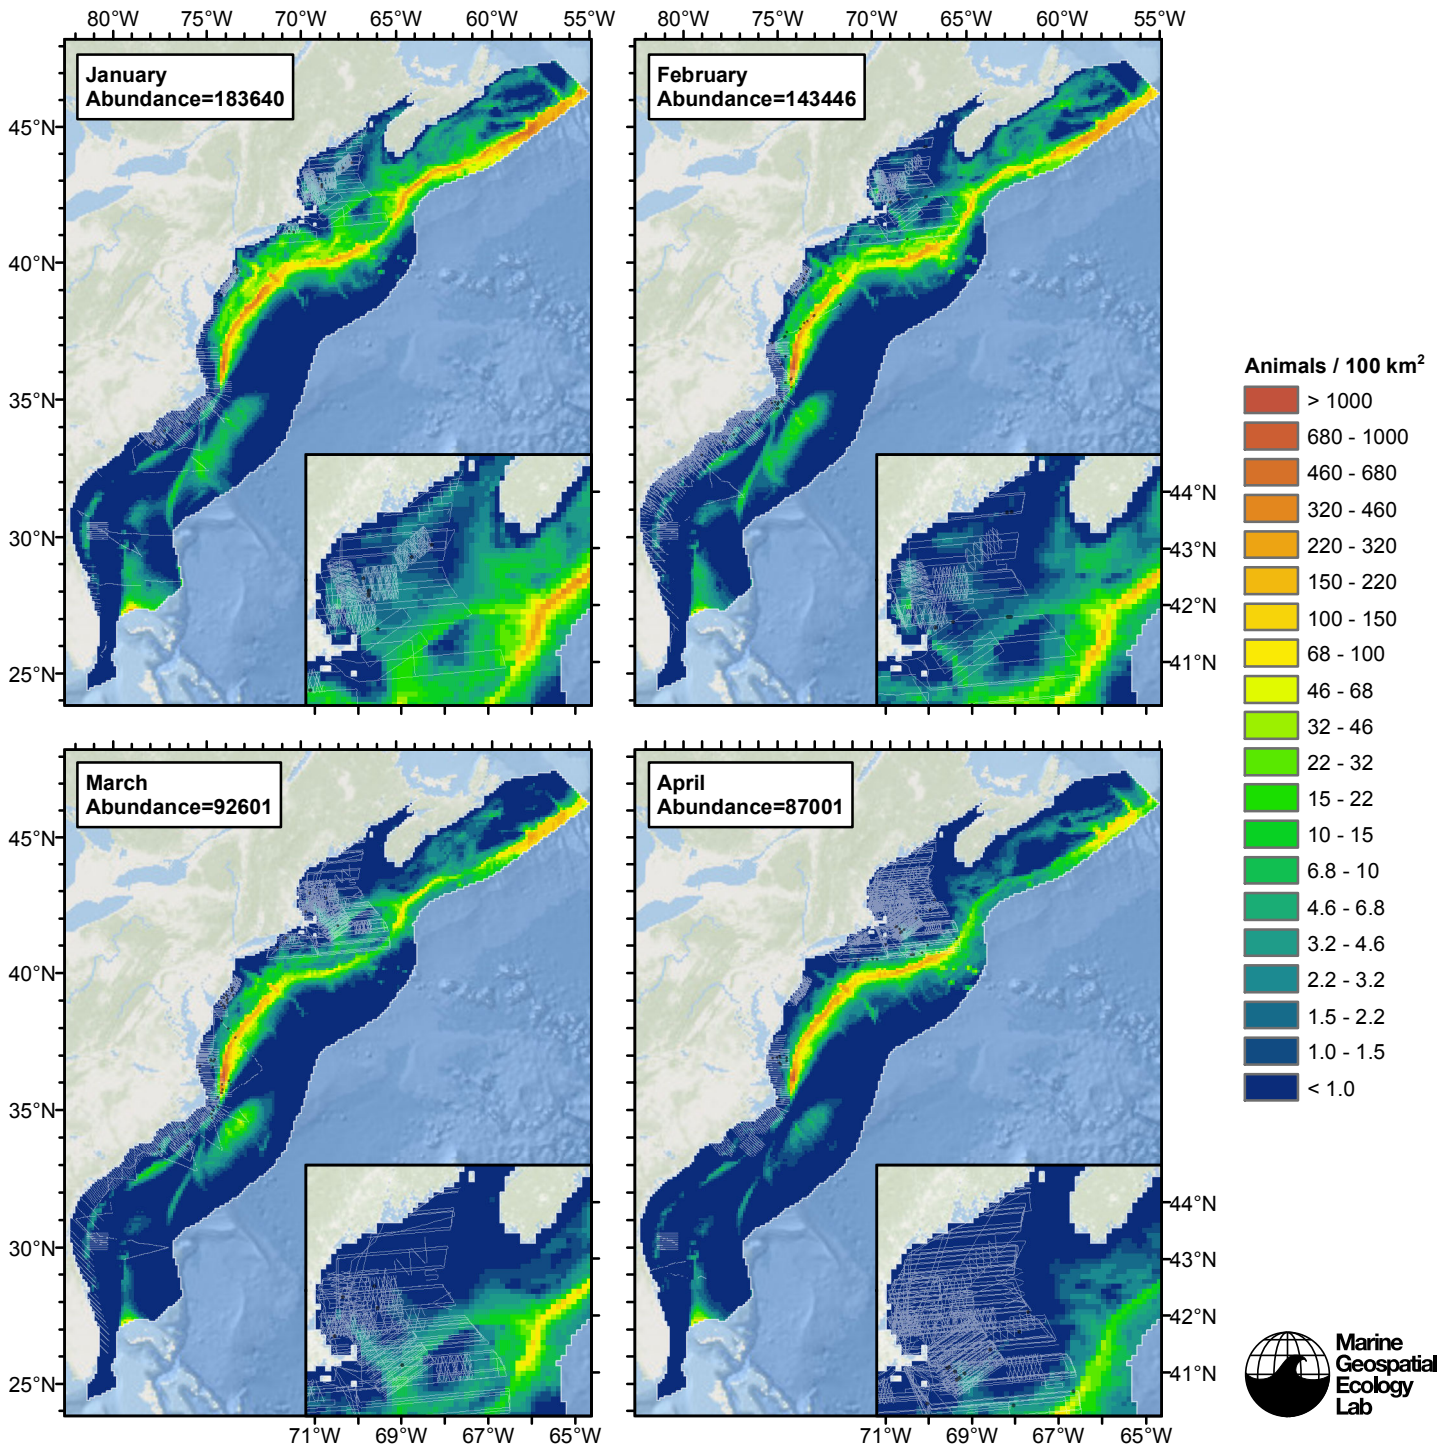 80°W 75°W 70°W 65°W 60°W 55°W
80°W 75°W 70°W 65°W 60°W 55°W
January
Abundance=183640
February
Abundance=143446
45°N
40°N
35°N
30°N
25°N
44°N
43°N
42°N
41°N
Animals / 100 km²
> 1000
680 - 1000
460 - 680
320 - 460
220 - 320
150 - 220
100 - 150
68 - 100
46 - 68
32 - 46
22 - 32
15 - 22
10 - 15
6.8 - 10
4.6 - 6.8
3.2 - 4.6
2.2 - 3.2
1.5 - 2.2
1.0 - 1.5
< 1.0
March
Abundance=92601
April
Abundance=87001
45°N
40°N
35°N
30°N
25°N
44°N
43°N
42°N
41°N
71°W 69°W 67°W 65°W
71°W 69°W 67°W 65°W
Marine
Geospatial
Ecology
Lab